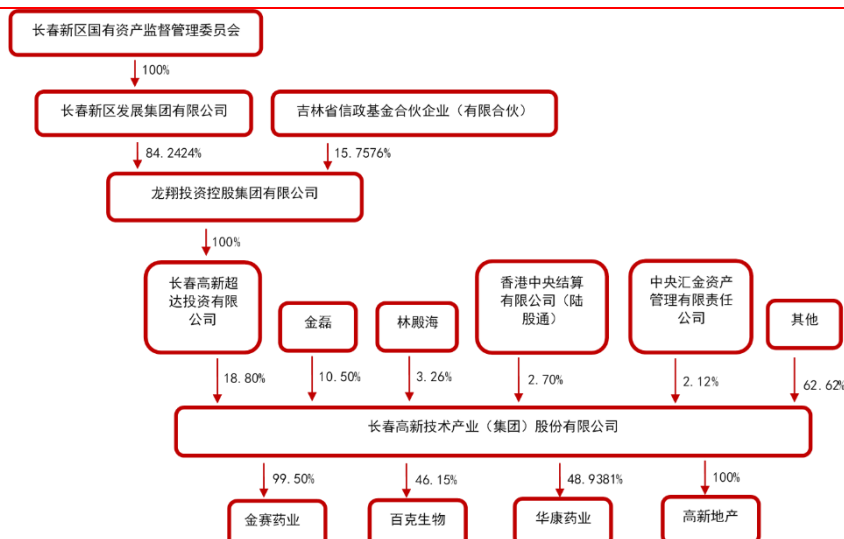 长春新区国有资产监督管理委员会
100%
长春新区发展集团有限公司
吉林省信政基金合伙企业（有限合伙）
84.2424%
15.7576%
龙翔投资控股集团有限公司
100%
长春高新超
达投资有限
公司
金磊
林殿海
香港中央结算
有限公司（陆
股通）
中央汇金资产
管理有限责任
公司
其他
18.80%
10.50%
3.26%
2.70%
2.12%
62.62%
长春高新技术产业（集团）股份有限公司
99.50%
46.15%
48.9381%
100%
金赛药业
百克生物
华康药业
高新地产